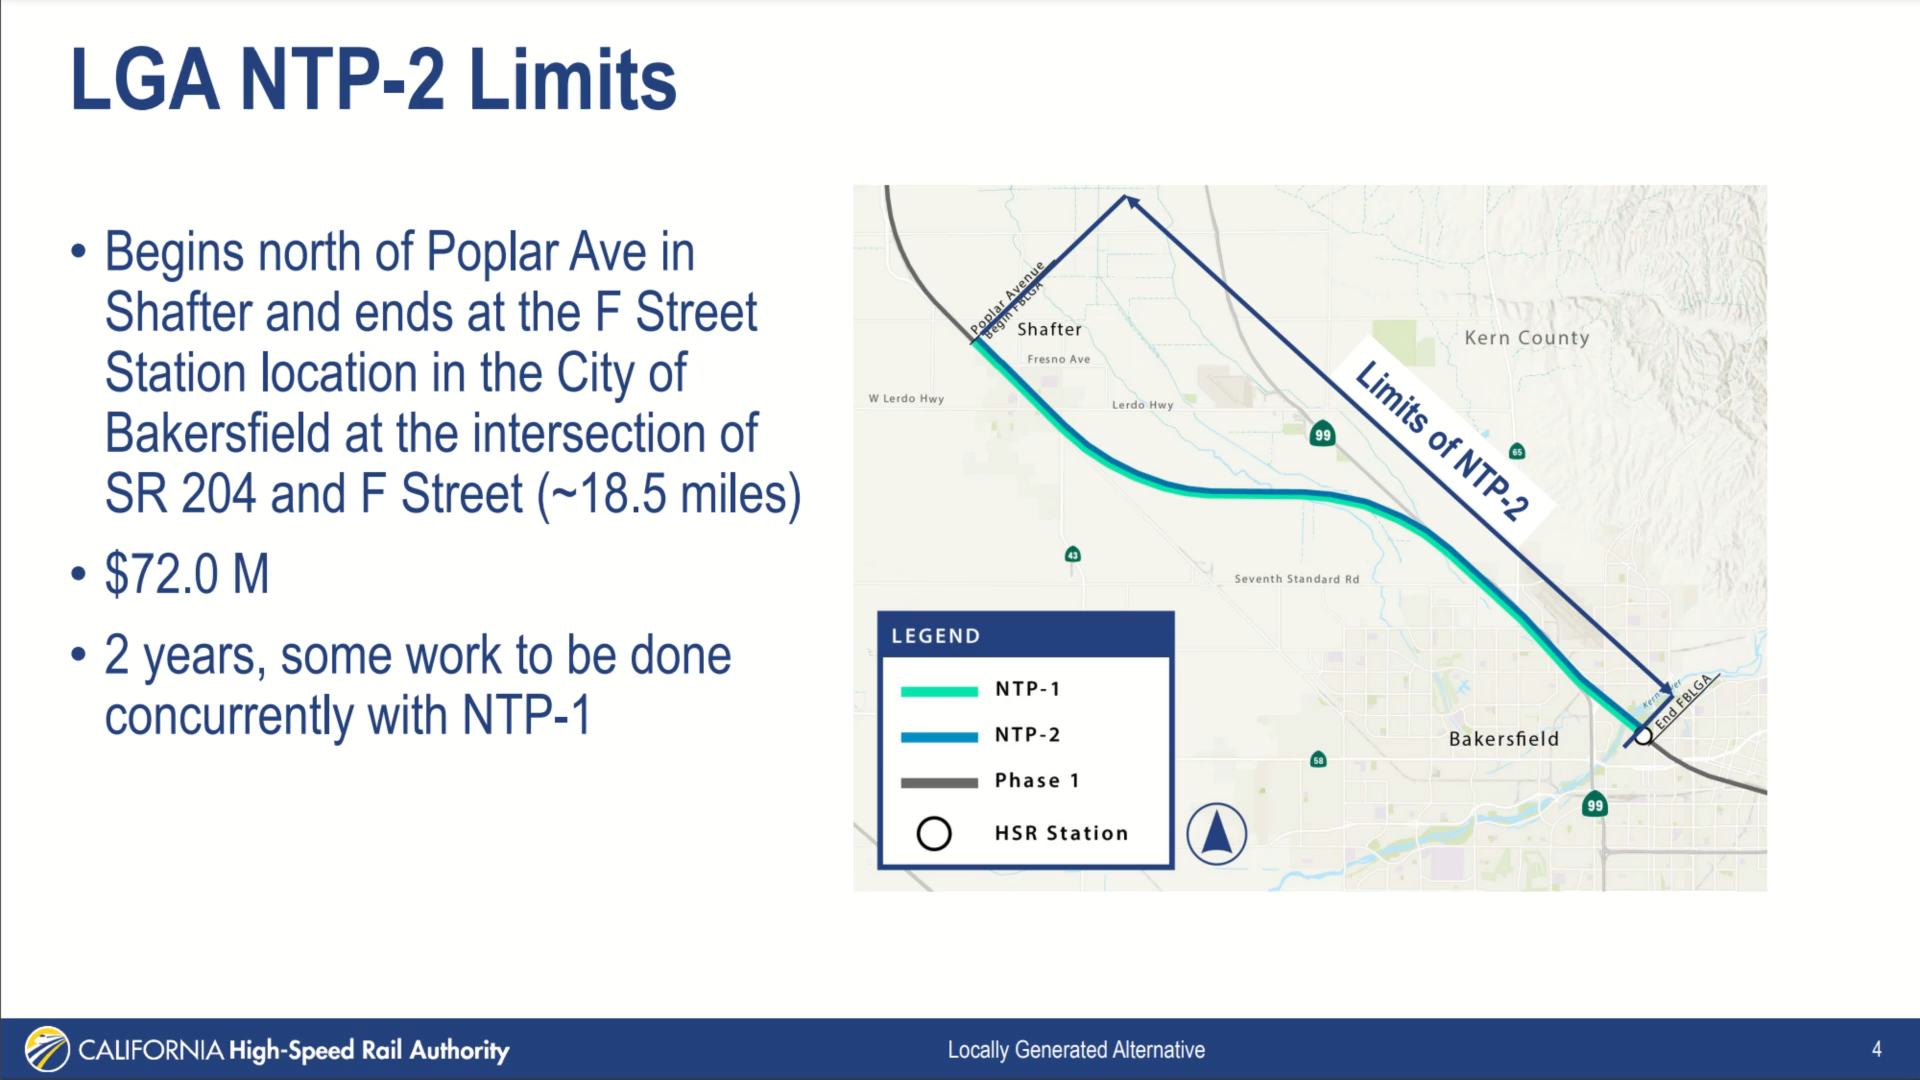 LGA NTP-2 Limits
• Begins north of Poplar Ave in
Shafter and ends at the F Street
Station location in the City of
Bakersfield at the intersection of
SR 204 and F Street (~18.5 miles)
• $72.0 M
• 2 years, some work to be done
concurrently with NTP-1
Poplar Avenue
Begin FBLGA
Shafter
Fresno Ave
W Lerdo Hwy
Lerdo Hwy
Kern County
99
65
Limits of NTP-2
43
Seventh Standard Rd
Kern River
End FBLGA
Bakersfield
58
99
LEGEND
NTP-1
NTP-2
Phase 1
HSR Station
CALIFORNIA High-Speed Rail Authority
Locally Generated Alternative
4